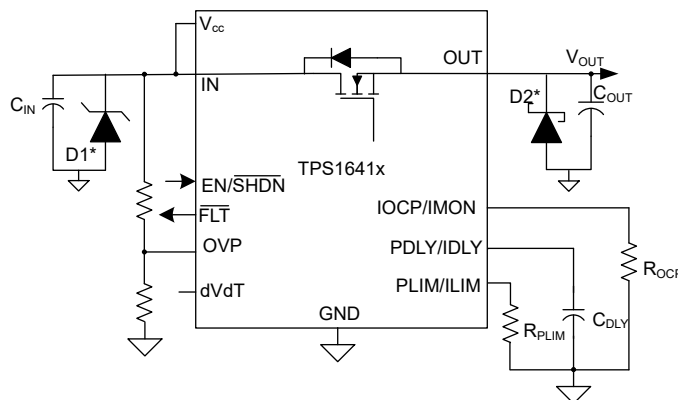 Vcc
IN
OUT
VOUT
CIN
D1*
D2*
COUT
TPS1641x
EN/SHDN
FLT
OVP
dVdT
IOCP/IMON
PDLY/IDLY
PLIM/ILIM
GND
ROCP
RPLIM
CDLY